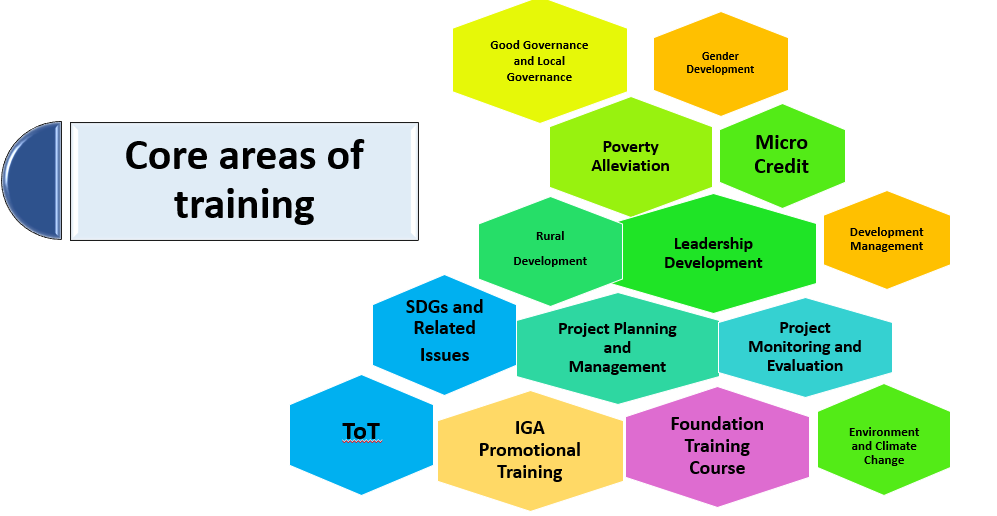 Core areas of
training
Good Governance
and Local
Governance
Gender
Development
Poverty
Alleviation
Micro
Credit
Rural
Development
Leadership
Development
Development
Management
SDGs and
Related
Issues
Project Planning
and
Management
Project
Monitoring and
Evaluation
ToT
IGA
Promotional
Training
Foundation
Training
Course
Environment
and Climate
Change